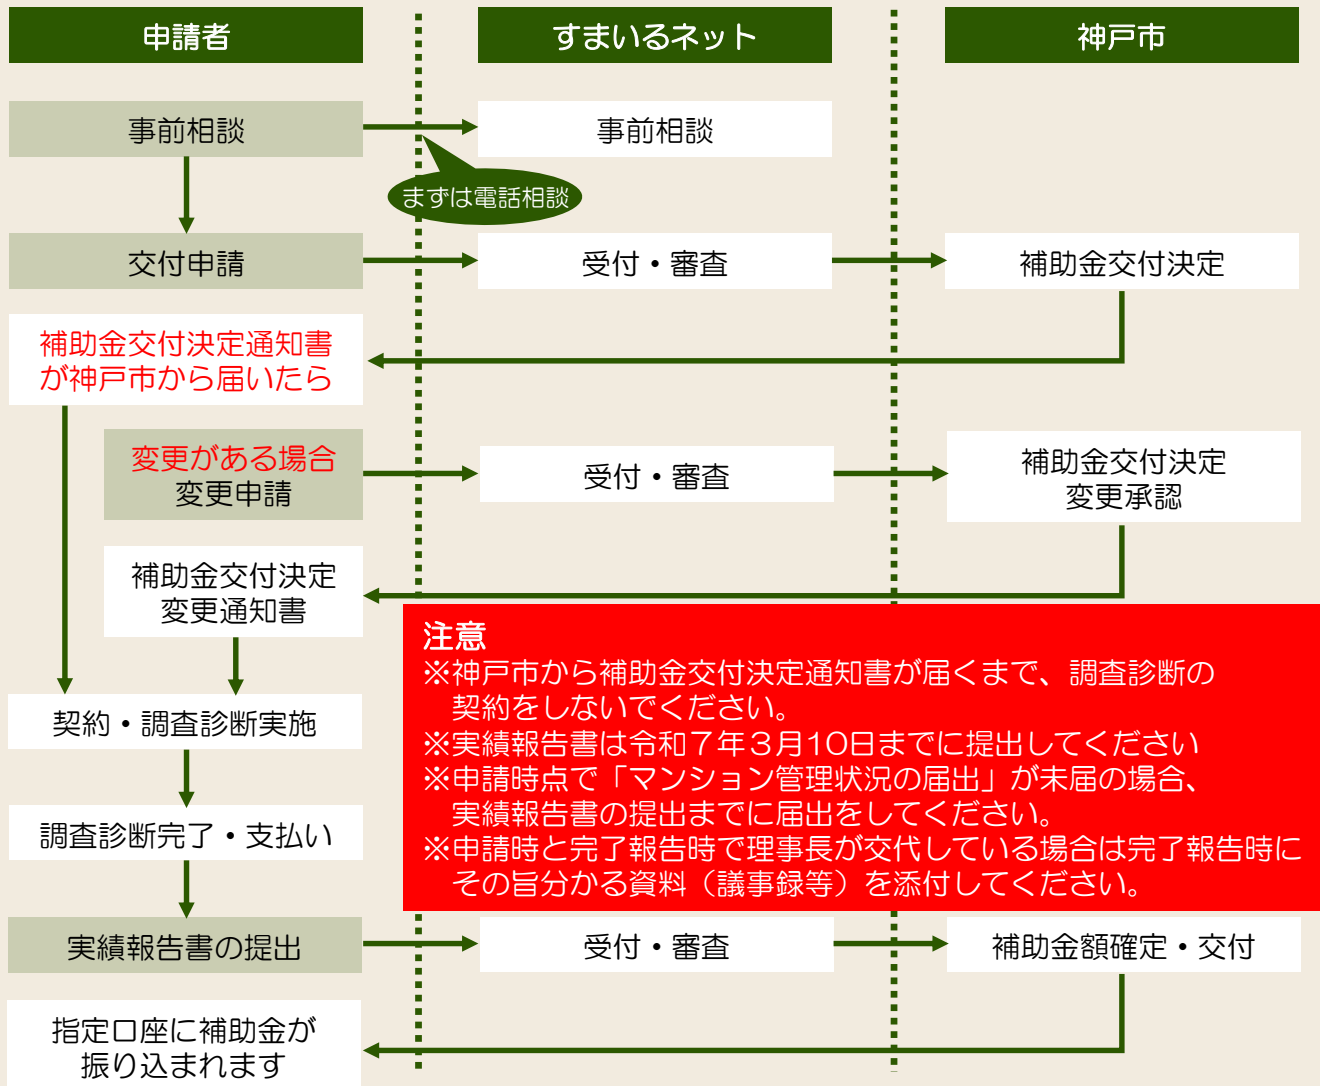 申請者
すまいるネット
神戸市
事前相談
事前相談
まずは電話相談
交付申請
受付・審査
補助金交付決定
補助金交付決定通知書
が神戸市から届いたら
変更がある場合
変更申請
受付・審査
補助金交付決定
変更承認
補助金交付決定
変更通知書
注意
※神戸市から補助金交付決定通知書が届くまで、調査診断の
契約をしないでください。
※実績報告書は令和７年３月10日までに提出してください
※申請時点で「マンション管理状況の届出」が未届の場合、
実績報告書の提出までに届出をしてください。
※申請時と完了報告時で理事長が交代している場合は完了報告時に
その旨分かる資料（議事録等）を添付してください。
契約・調査診断実施
調査診断完了・支払い
実績報告書の提出
受付・審査
補助金額確定・交付
指定口座に補助金が
振り込まれます